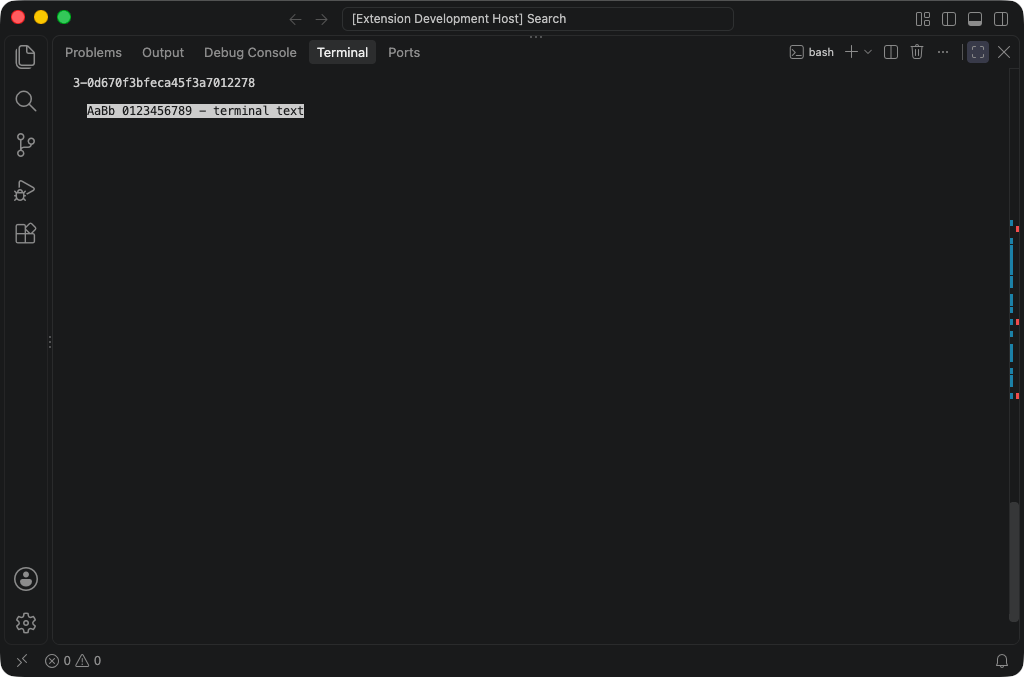 [Extension Development Host] Search
Problems Output Debug Console Terminal Ports bash
3-0d670f3bfeca45f3a7012278
AaBb 0123456789 — terminal text
0 0